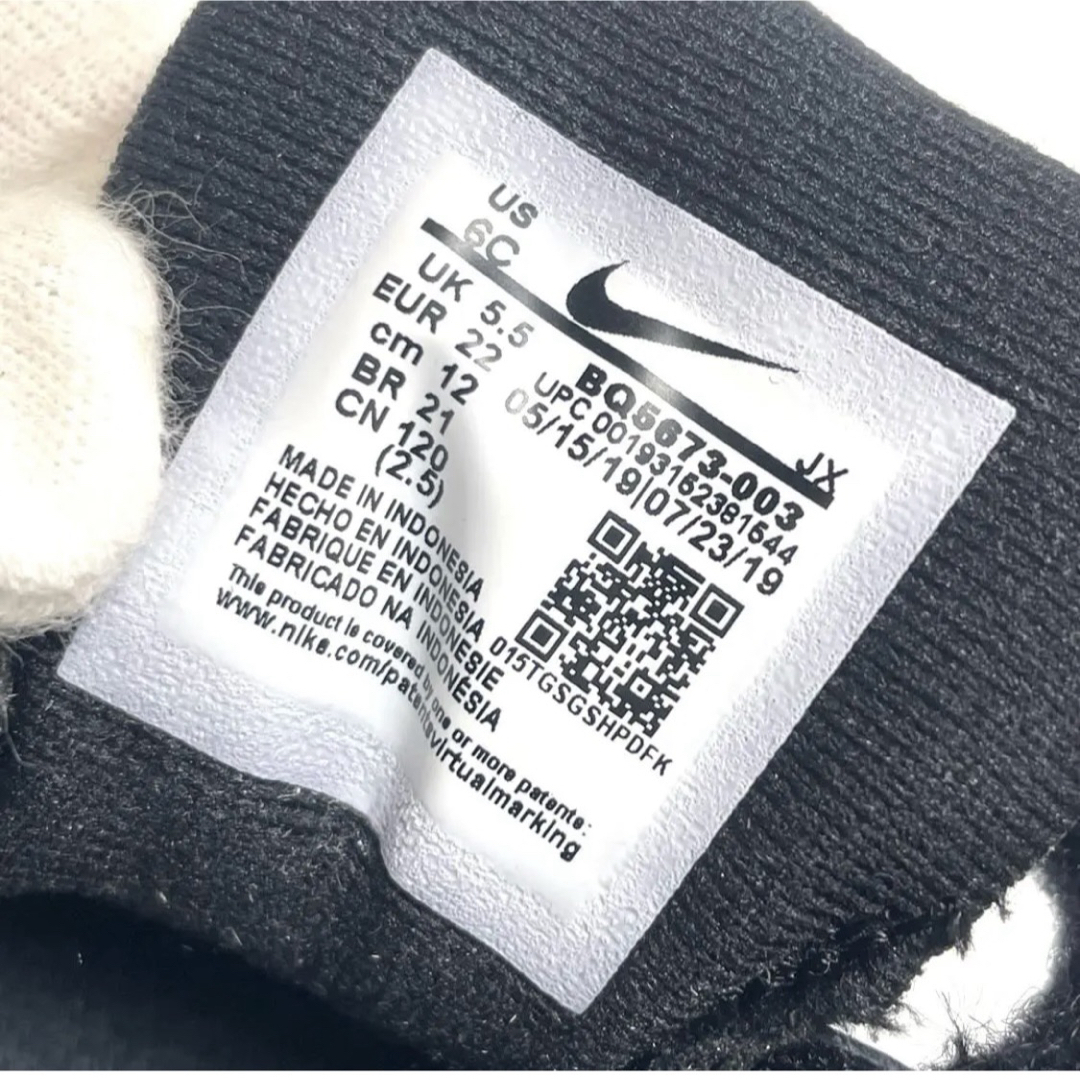 US
6C
UK 5.5
EUR 22
cm 12
BR 21
CN 120
(2.5)
JX
BQ5673-003
UPC 00193152381544
05/15/19|07/23/19
MADE IN INDONESIA
HECHO EN INDONESIA
FABRIQUE EN INDONESIE
FABRICADO NA INDONÉSIA
015TGSGSHPDFK
This product is covered by one or more patents:
www.nike.com/patentsvirtualmarking